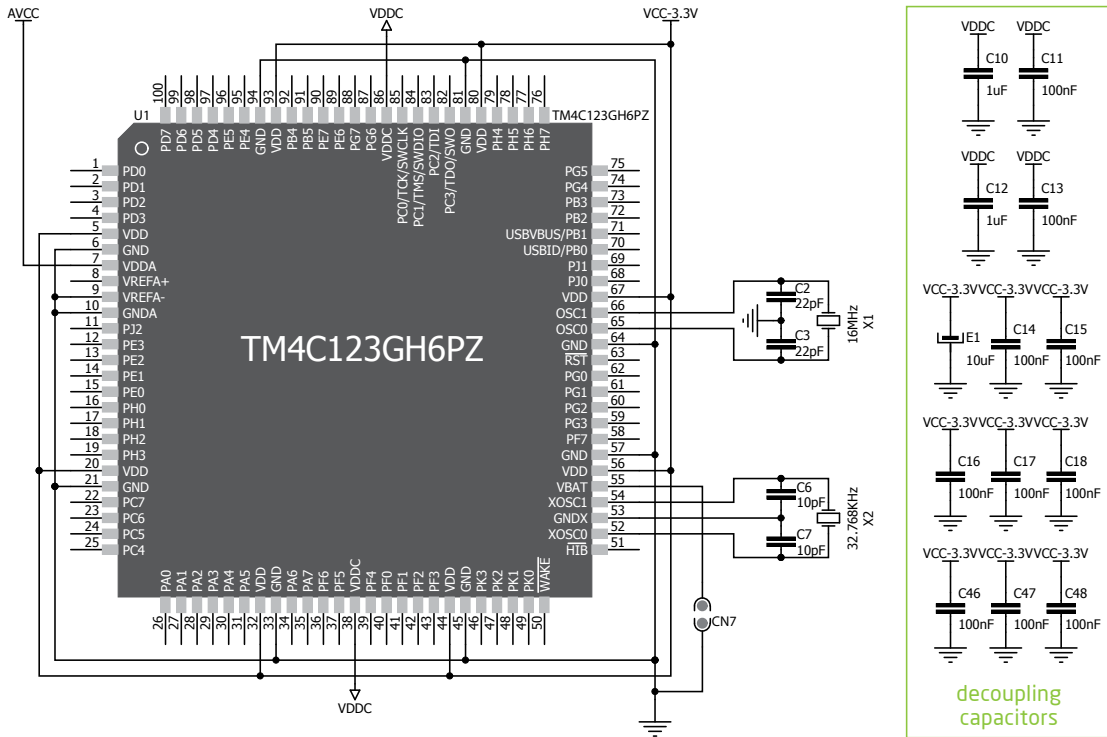 AVCC
VDDC
VCC-3.3V
100
99
98
97
96
95
94
93
92
91
90
89
88
87
86
85
84
83
82
81
80
79
78
77
76
U1
TM4C123GH6PZ
PD7
PD6
PD5
PD4
PE5
PE4
GND
VDD
PB4
PB5
PE7
PE6
PG7
PG6
VDDC
PC0/TCK/SWCLK
PC1/TMS/SWDIO
PC2/TDI
PC3/TDO/SWO
GND
VDD
PH4
PH5
PH6
PH7
1 PD0
2 PD1
3 PD2
4 PD3
5 VDD
6 GND
7 VDDA
8 VREFA+
9 VREFA-
10 GNDA
11 PJ2
12 PE3
13 PE2
14 PE1
15 PE0
16 PH0
17 PH1
18 PH2
19 PH3
20 VDD
21 GND
22 PC7
23 PC6
24 PC5
25 PC4
TM4C123GH6PZ
PG5 75
PG4 74
PB3 73
PB2 72
USBVBUS/PB1 71
USBID/PB0 70
PJ1 69
PJ0 68
VDD 67
OSC1 66
OSC0 65
GND 64
RST 63
PG0 62
PG1 61
PG2 60
PG3 59
PF7 58
GND 57
VDD 56
VBAT 55
XOSC1 54
GNDX 53
XOSC0 52
HIB 51
PA0
PA1
PA2
PA3
PA4
PA5
VDD
GND
PA6
PA7
PF6
PF5
VDDC
PF4
PF0
PF1
PF2
PF3
VDD
GND
PK3
PK2
PK1
PK0
WAKE
26
27
28
29
30
31
32
33
34
35
36
37
38
39
40
41
42
43
44
45
46
47
48
49
50
VDDC
C2
22pF
C3
22pF
16MHz
X1
C6
10pF
C7
10pF
32.768KHz
X2
CN7
VDDC VDDC
C10 C11
1uF 100nF
VDDC VDDC
C12 C13
1uF 100nF
VCC-3.3V VCC-3.3V VCC-3.3V
E1 C14 C15
10uF 100nF 100nF
VCC-3.3V VCC-3.3V VCC-3.3V
C16 C17 C18
100nF 100nF 100nF
VCC-3.3V VCC-3.3V VCC-3.3V
C46 C47 C48
100nF 100nF 100nF
decoupling
capacitors